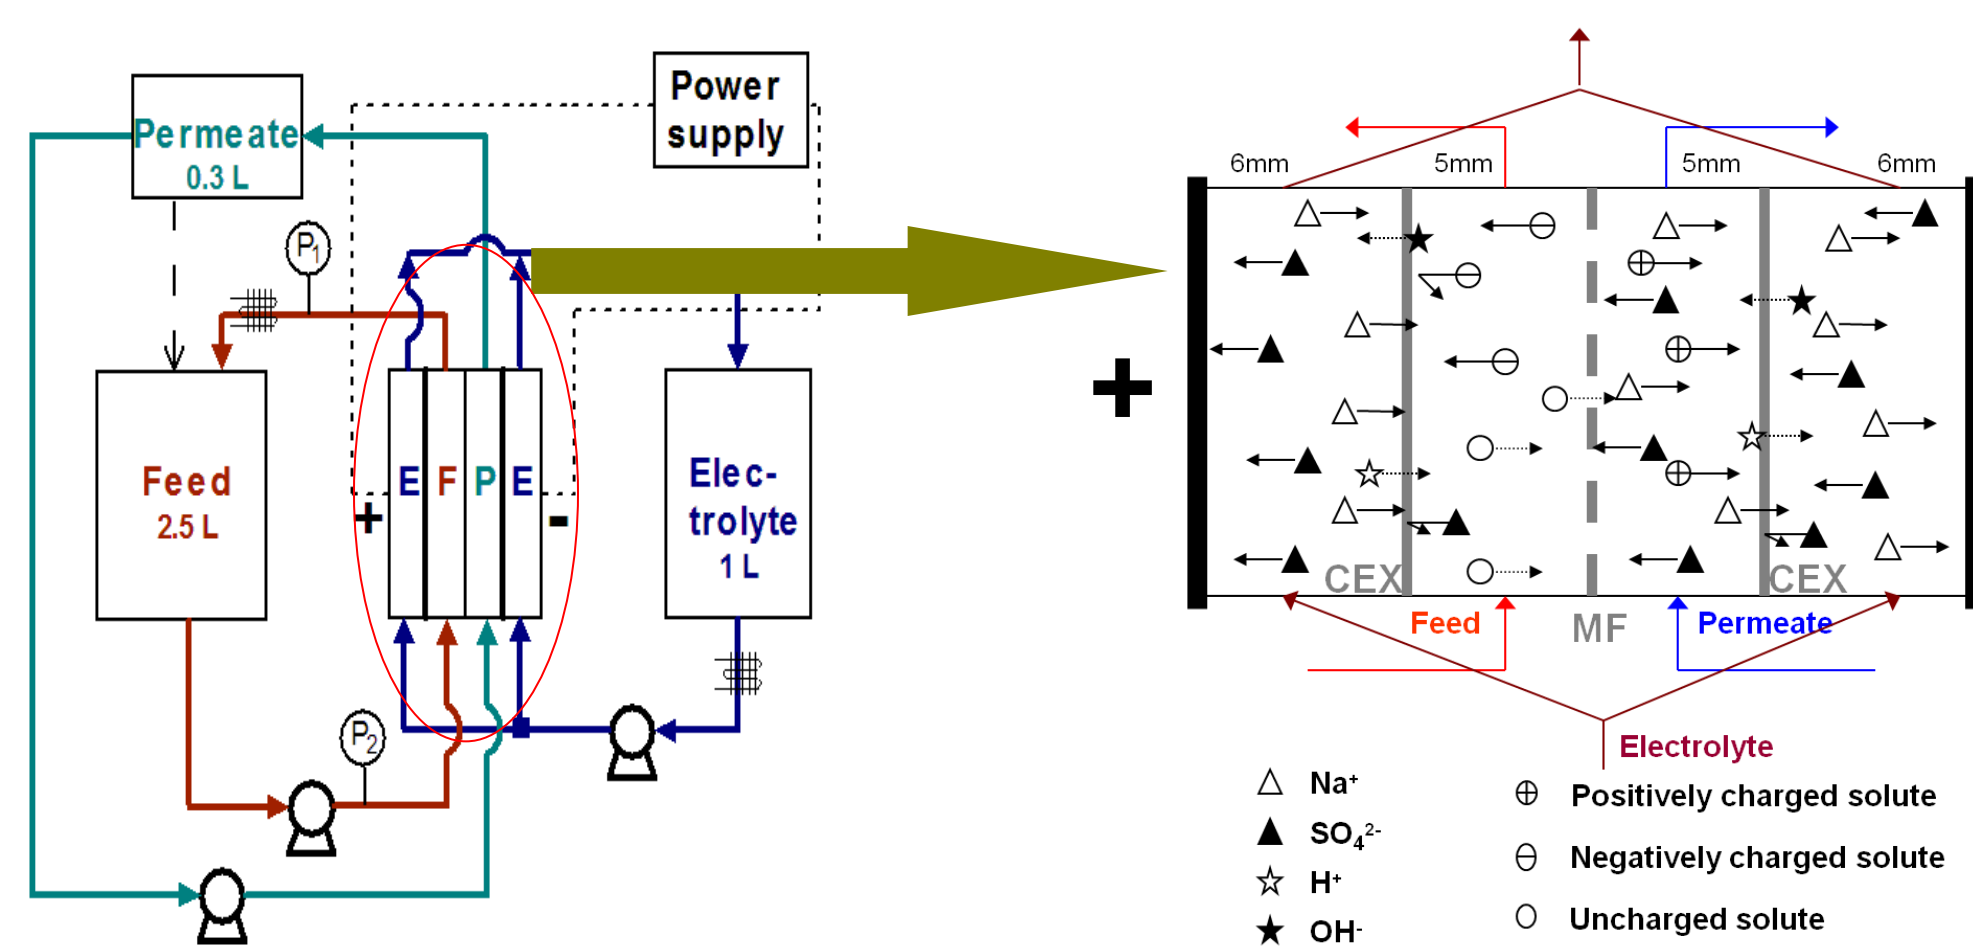 Power
supply
Permeate
0.3 L
P1
Feed
2.5 L
E F P E
+ -
Elec-
trolyte
1 L
P2
6mm 5mm 5mm 6mm
+
CEX CEX
Feed MF Permeate
Electrolyte
Na+
SO42-
H+
OH-
Positively charged solute
Negatively charged solute
Uncharged solute